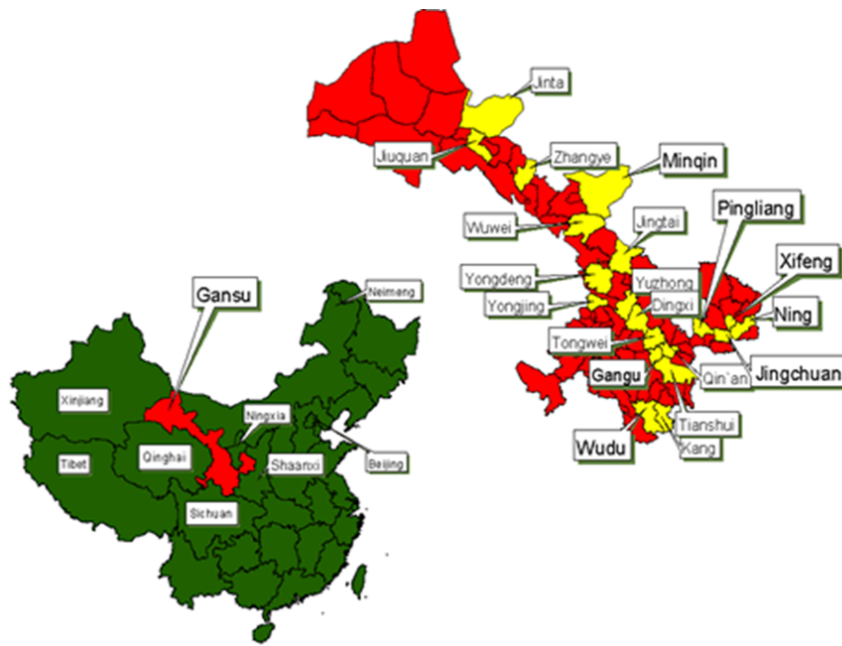 Jinta
Jiuquan
Zhangye
Minqin
Wuwei
Jingtai
Pingliang
Xifeng
Yongdeng
Yuzhong
Yongjing
Dingxi
Ning
Tongwei
Gangu
Qin'an
Jingchuan
Tianshui
Wudu
Kang
Gansu
Neimeng
Xinjiang
Ningxia
Tibet
Qinghai
Shaanxi
Beijing
Sichuan